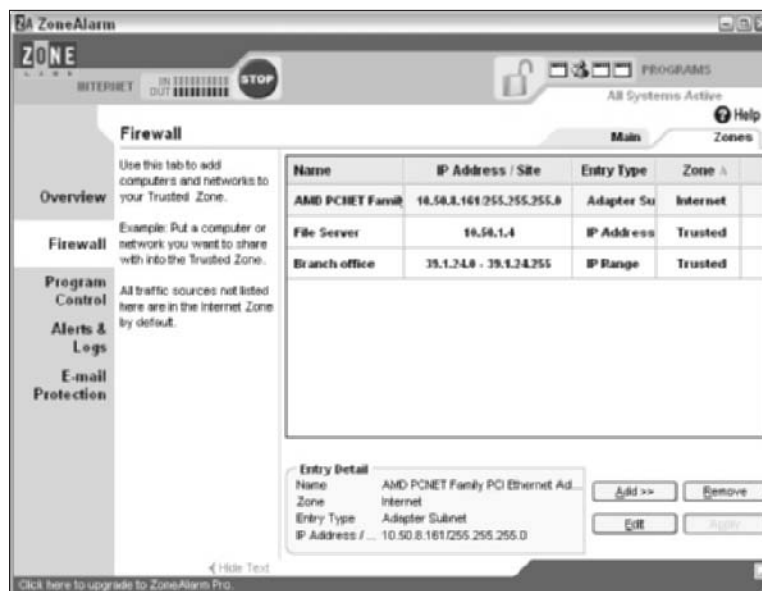 ZA ZoneAlarm
ZONE
LABS
INTERNET IN OUT STOP PROGRAMS
All Systems Active
Help
Firewall Main Zones
Overview
Firewall
Program
Control
Alerts &
Logs
E-mail
Protection
Use this tab to add
computers and networks to
your Trusted Zone.
Example: Put a computer or
network you want to share
with into the Trusted Zone.
All traffic sources not listed
here are in the Internet Zone
by default.
Name IP Address / Site Entry Type Zone
AMD PCNET Famil 10.50.8.161/255.255.255.0 Adapter Su Internet
File Server 10.50.1.4 IP Address Trusted
Branch office 39.1.24.0 - 39.1.24.255 IP Range Trusted
Entry Detail
Name AMD PCNET Family PCI Ethernet Ad...
Zone Internet
Entry Type Adapter Subnet
IP Address / ... 10.50.8.161/255.255.255.0
Add >> Remove
Edit Apply
Hide Text
Click here to upgrade to ZoneAlarm Pro.